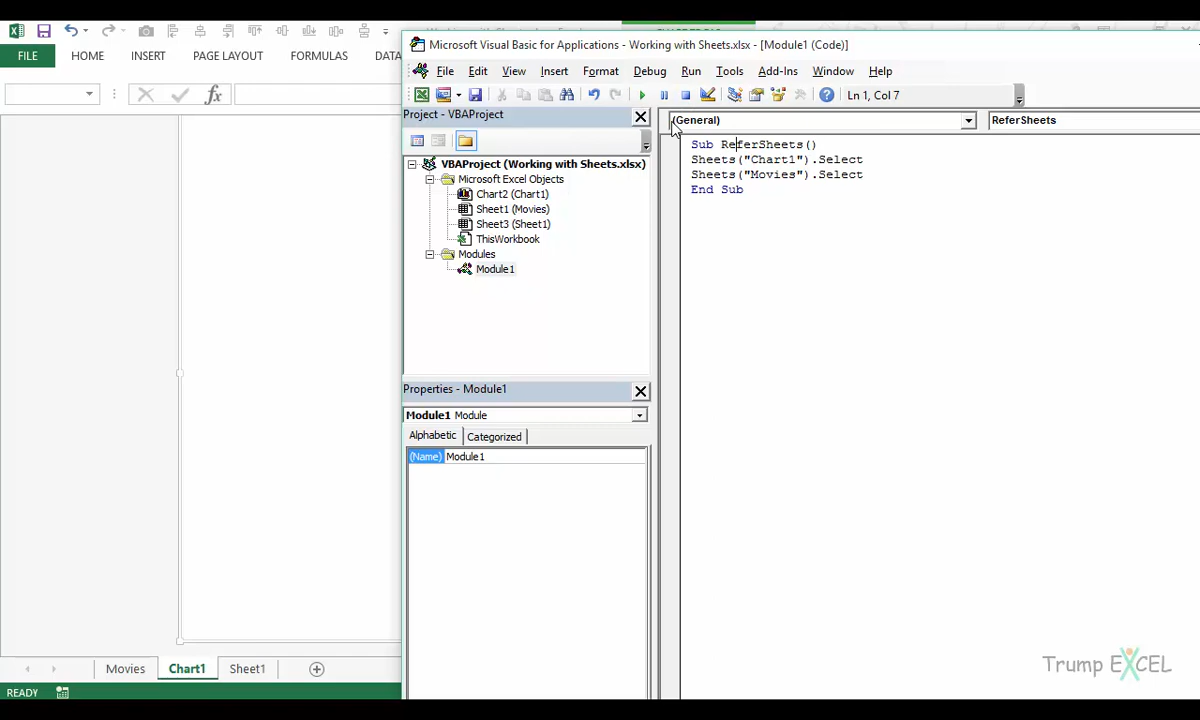 Microsoft Visual Basic for Applications - Working with Sheets.xlsx - [Module1 (Code)]
FILE HOME INSERT PAGE LAYOUT FORMULAS DATA
File Edit View Insert Format Debug Run Tools Add-Ins Window Help
Ln 1, Col 7
Project - VBAProject
(General) ReferSheets
VBAProject (Working with Sheets.xlsx)
Microsoft Excel Objects
Chart2 (Chart1)
Sheet1 (Movies)
Sheet3 (Sheet1)
ThisWorkbook
Modules
Module1
Sub ReferSheets()
Sheets("Chart1").Select
Sheets("Movies").Select
End Sub
Properties - Module1
Module1 Module
Alphabetic Categorized
(Name) Module1
Movies Chart1 Sheet1
READY
Trump EXCEL